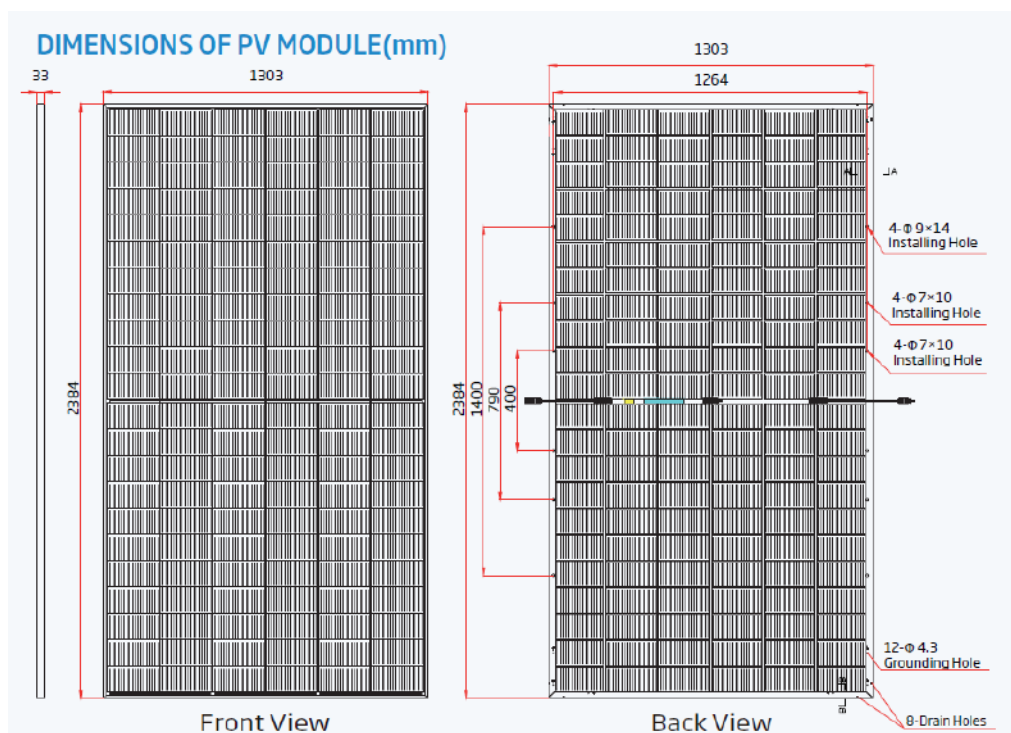 DIMENSIONS OF PV MODULE(mm)
33
1303
2384
Front View
1303
1264
2384
1400
790
400
A
A
4-Φ9×14
Installing Hole
4-Φ7×10
Installing Hole
4-Φ7×10
Installing Hole
12-Φ4.3
Grounding Hole
B
B
8-Drain Holes
Back View